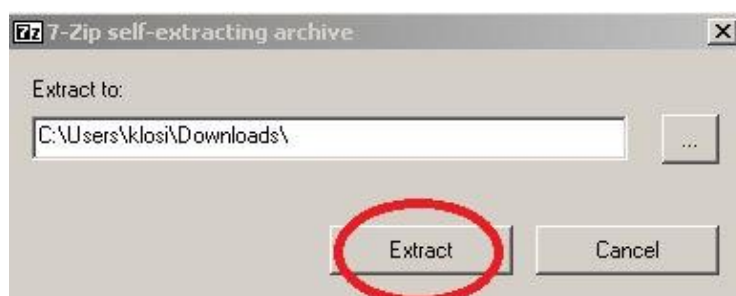 7z 7-Zip self-extracting archive
Extract to:
C:\Users\klosi\Downloads\
...
Extract Cancel